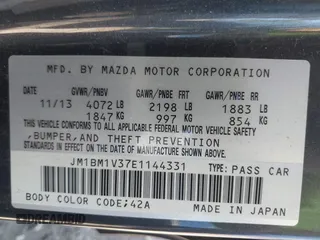 MFD. BY MAZDA MOTOR CORPORATION
GVWR/PNBV GAWR/PNBE FRT GAWR/PNBE RR
11/13 4072 LB 2198 LB 1883 LB
1847 KG 997 KG 854 KG
THIS VEHICLE CONFORMS TO ALL APPLICABLE FEDERAL MOTOR VEHICLE SAFETY
,BUMPER, AND THEFT PREVENTION
STANDARDS IN EFFECT ON THE DATE OF MANUFACTURE SHOWN ABOVE.
JM1BM1V37E1144331 TYPE: PASS CAR
BODY COLOR CODE:42A MADE IN JAPAN
DREAMRID